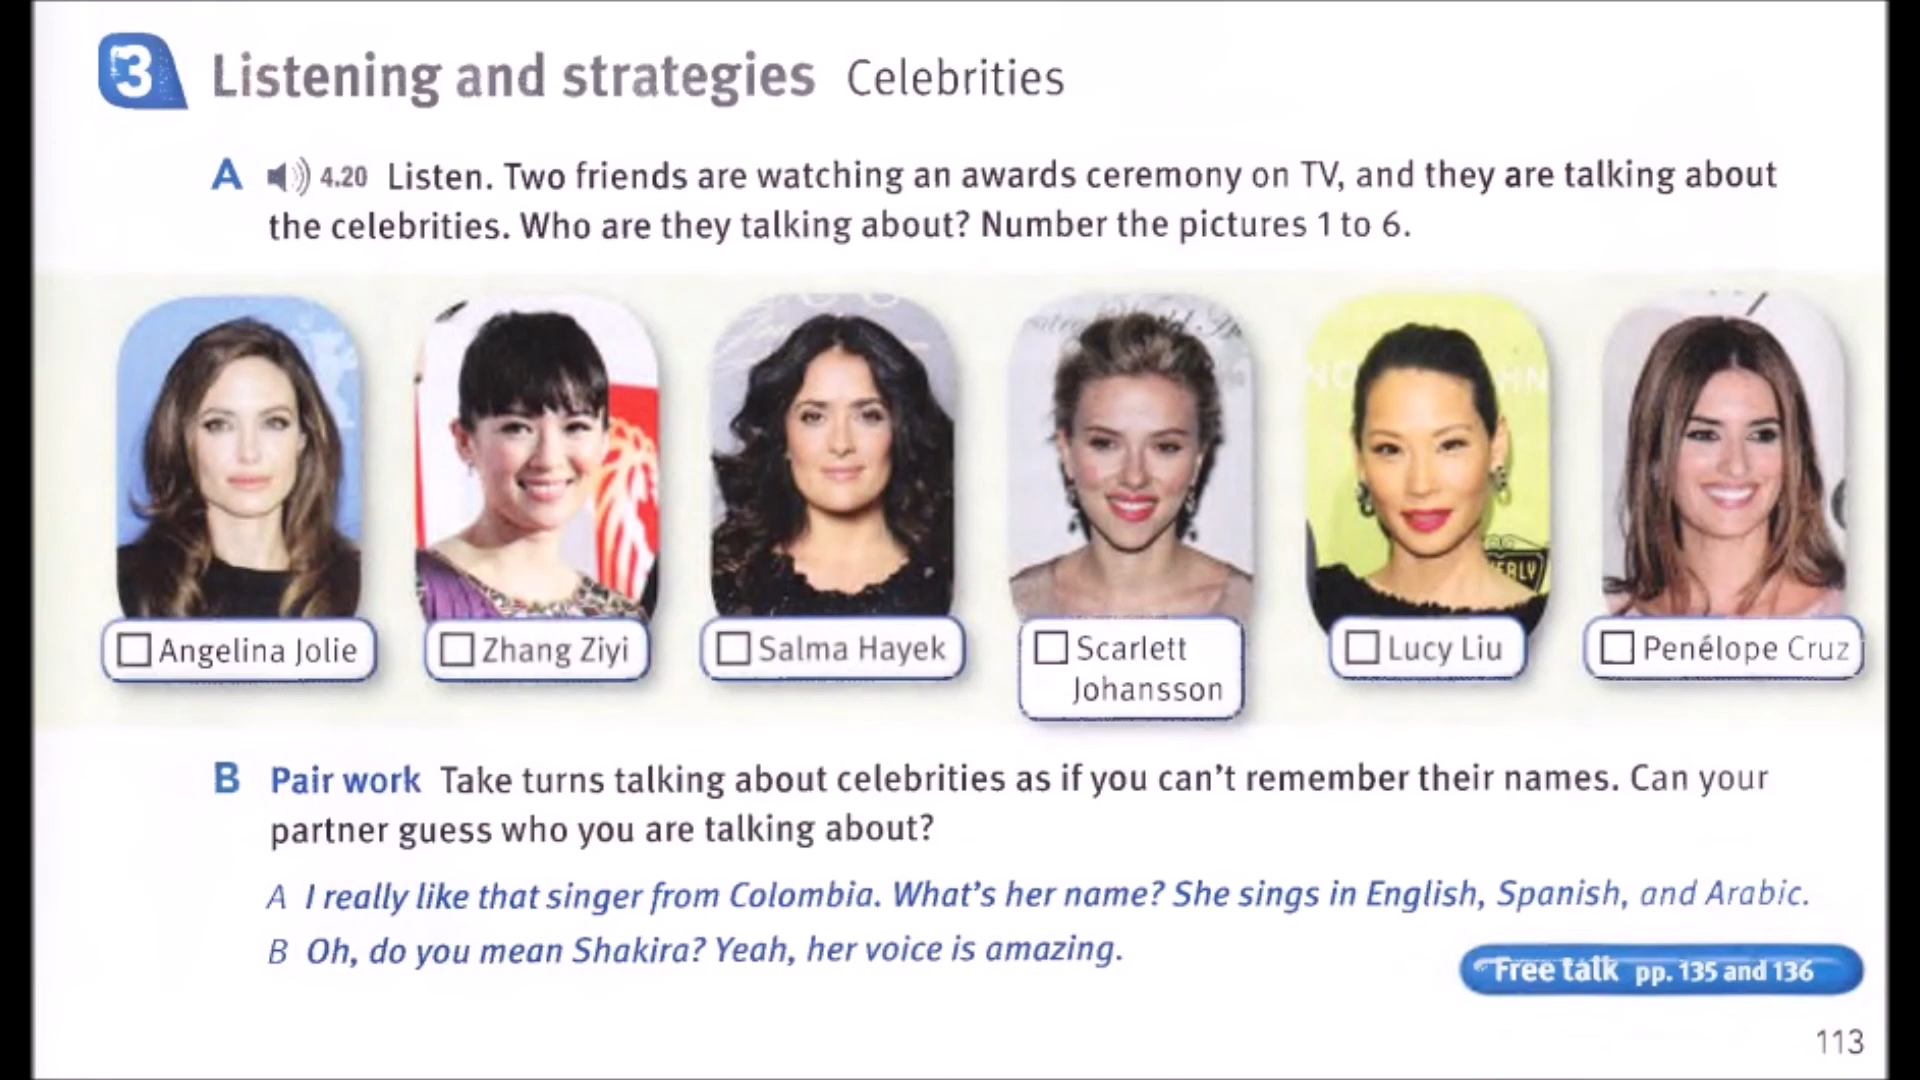 3 Listening and strategies Celebrities
A 4.20 Listen. Two friends are watching an awards ceremony on TV, and they are talking about
the celebrities. Who are they talking about? Number the pictures 1 to 6.
Angelina Jolie
Zhang Ziyi
Salma Hayek
Scarlett
Johansson
Lucy Liu
Penélope Cruz
B Pair work Take turns talking about celebrities as if you can't remember their names. Can your
partner guess who you are talking about?
A I really like that singer from Colombia. What's her name? She sings in English, Spanish, and Arabic.
B Oh, do you mean Shakira? Yeah, her voice is amazing.
Free talk pp. 135 and 136
113